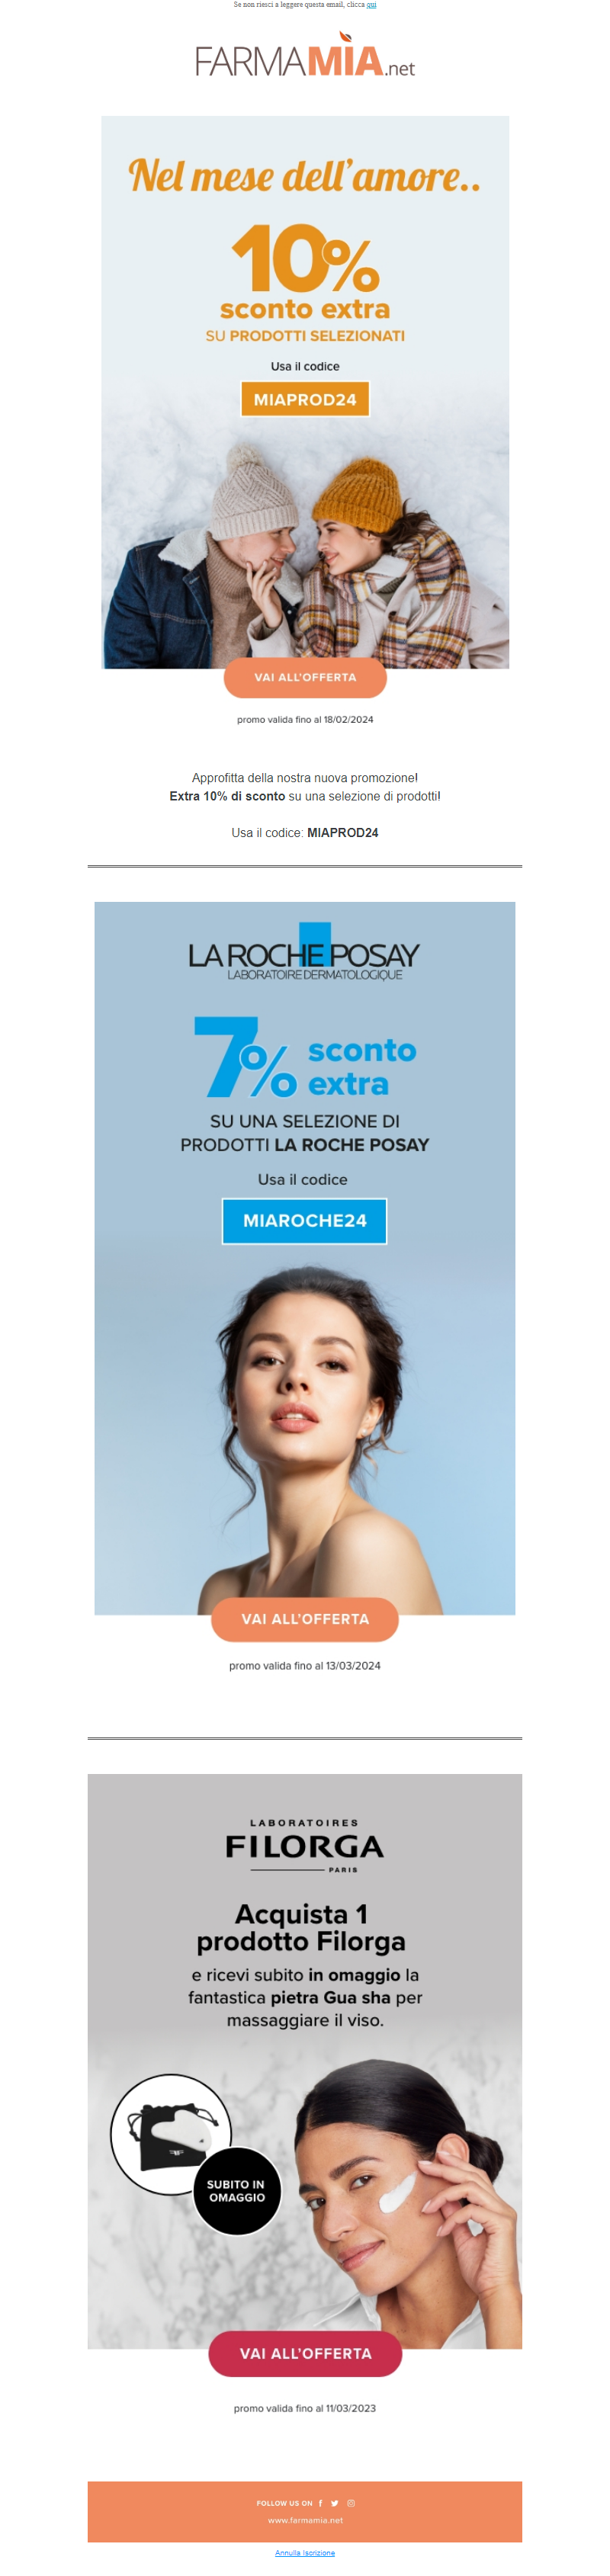 Se non riesci a leggere questa email, clicca qui
FARMAMIA.net
Nel mese dell'amore..
10%
sconto extra
SU PRODOTTI SELEZIONATI
Usa il codice
MIAPROD24
VAI ALL'OFFERTA
promo valida fino al 18/02/2024
Approfitta della nostra nuova promozione!
Extra 10% di sconto su una selezione di prodotti!
Usa il codice: MIAPROD24
LA ROCHE POSAY
LABORATOIRE DERMATOLOGIQUE
7% sconto
extra
SU UNA SELEZIONE DI
PRODOTTI LA ROCHE POSAY
Usa il codice
MIAROCHE24
VAI ALL'OFFERTA
promo valida fino al 13/03/2024
LABORATOIRES
FILORGA
PARIS
Acquista 1
prodotto Filorga
e ricevi subito in omaggio la
fantastica pietra Gua sha per
massaggiare il viso.
SUBITO IN
OMAGGIO
VAI ALL'OFFERTA
promo valida fino al 11/03/2023
FOLLOW US ON
www.farmamia.net
Annulla Iscrizione